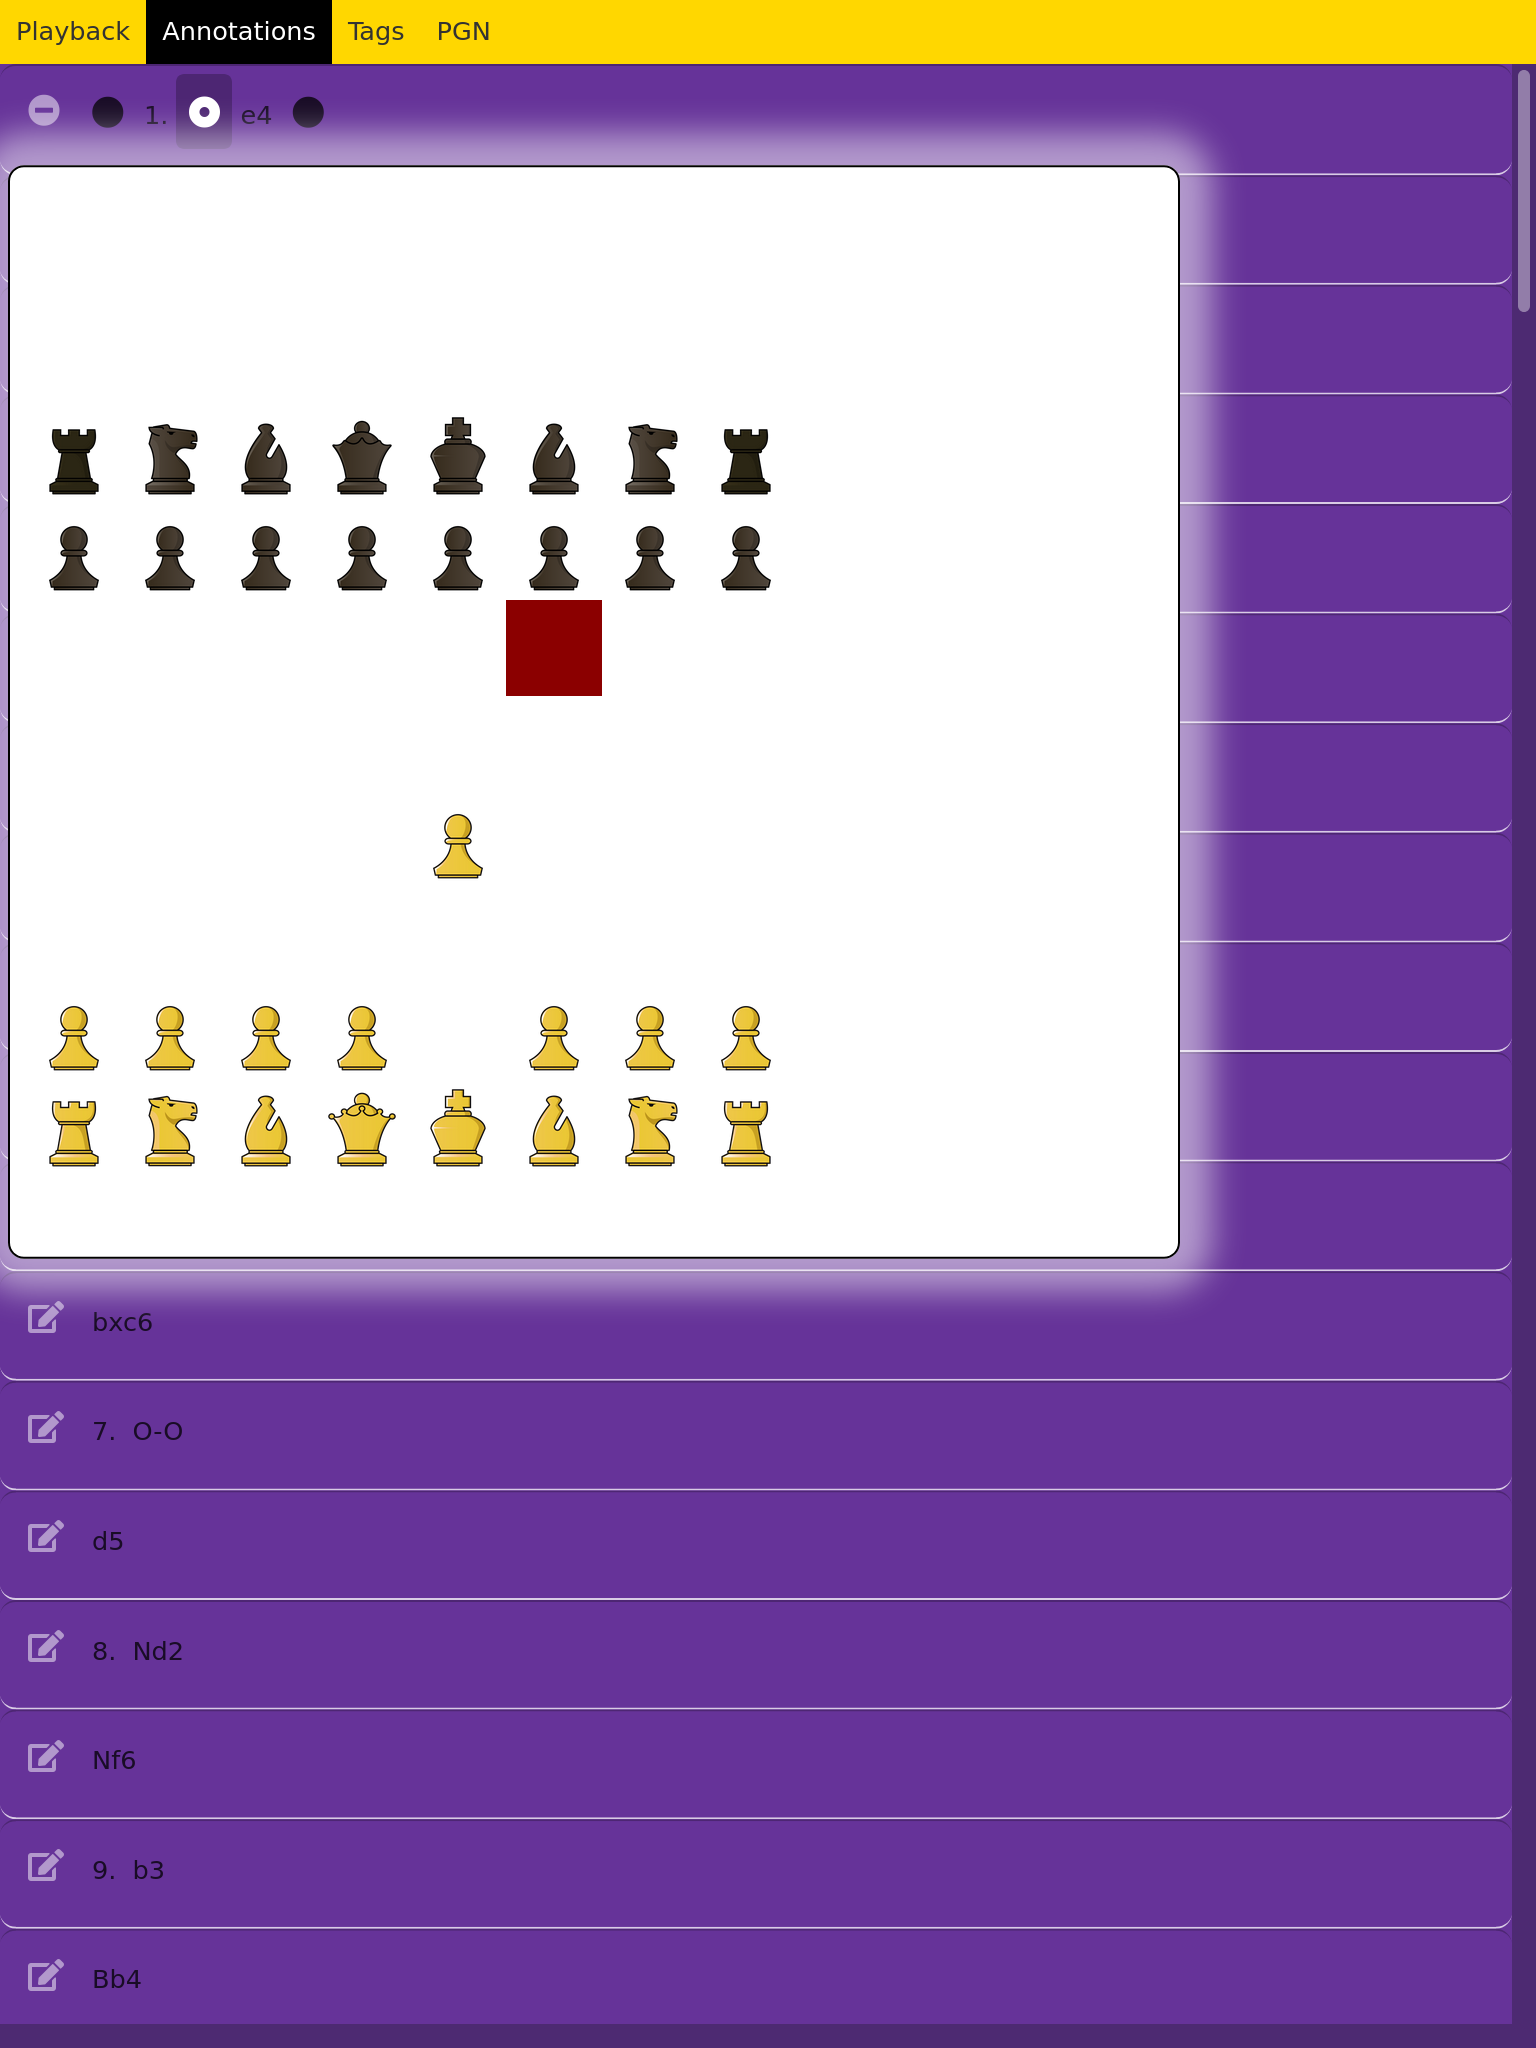 Playback Annotations Tags PGN
1. e4
bxc6
7. O-O
d5
8. Nd2
Nf6
9. b3
Bb4